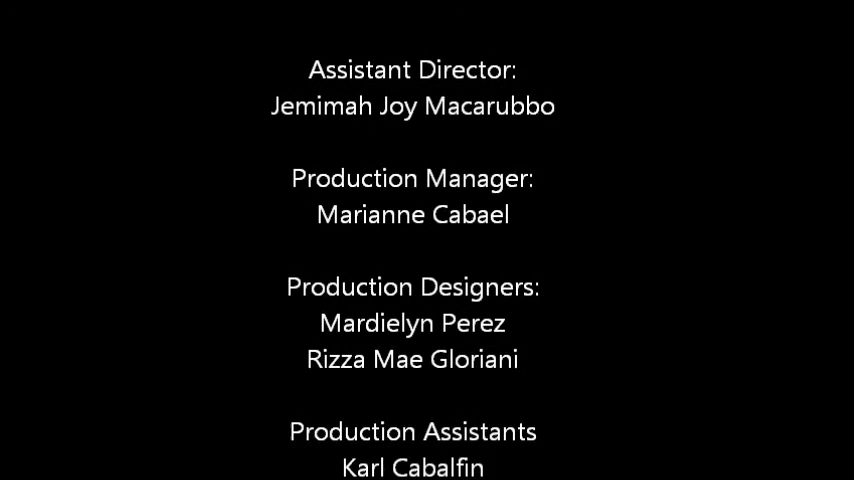 Assistant Director:
Jemimah Joy Macarubbo
Production Manager:
Marianne Cabael
Production Designers:
Mardielyn Perez
Rizza Mae Gloriani
Production Assistants
Karl Cabalfin